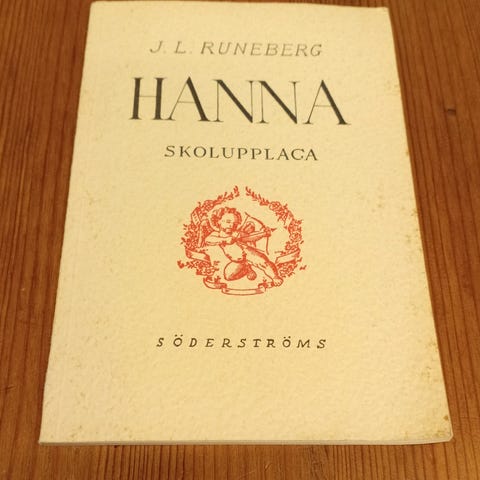 J. L. RUNEBERG
HANNA
SKOLUPPLAGA
SÖDERSTRÖMS